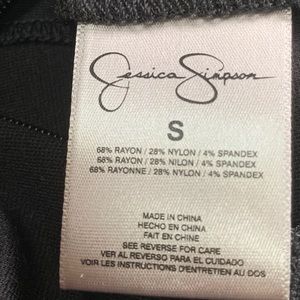 Jessica Simpson
S
68% RAYON / 28% NYLON / 4% SPANDEX
68% RAYON / 28% NILON / 4% SPANDEX
68% RAYONNE / 28% NYLON / 4% SPANDEX
MADE IN CHINA
HECHO EN CHINA
FAIT EN CHINE
SEE REVERSE FOR CARE
VER AL REVERSO PARA EL CUIDADO
VOIR LES INSTRUCTIONS D'ENTRETIEN AU DOS